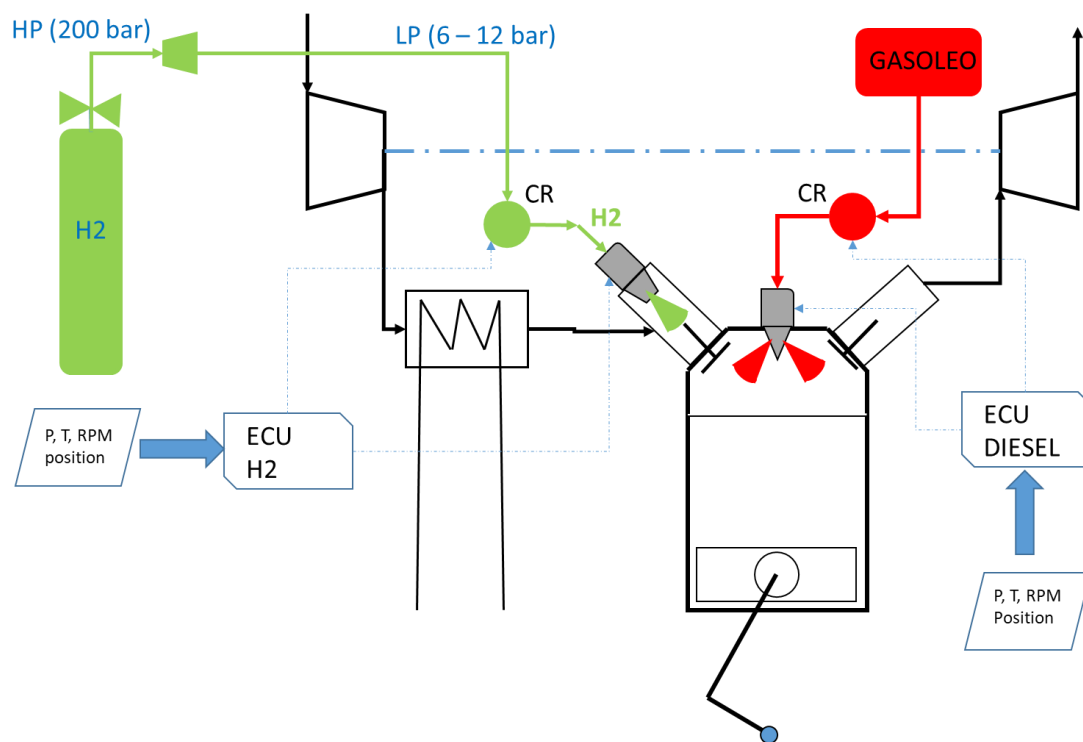 HP (200 bar)
LP (6 – 12 bar)
GASOLEO
H2
CR
H2
CR
P, T, RPM
position
ECU
H2
ECU
DIESEL
P, T, RPM
Position